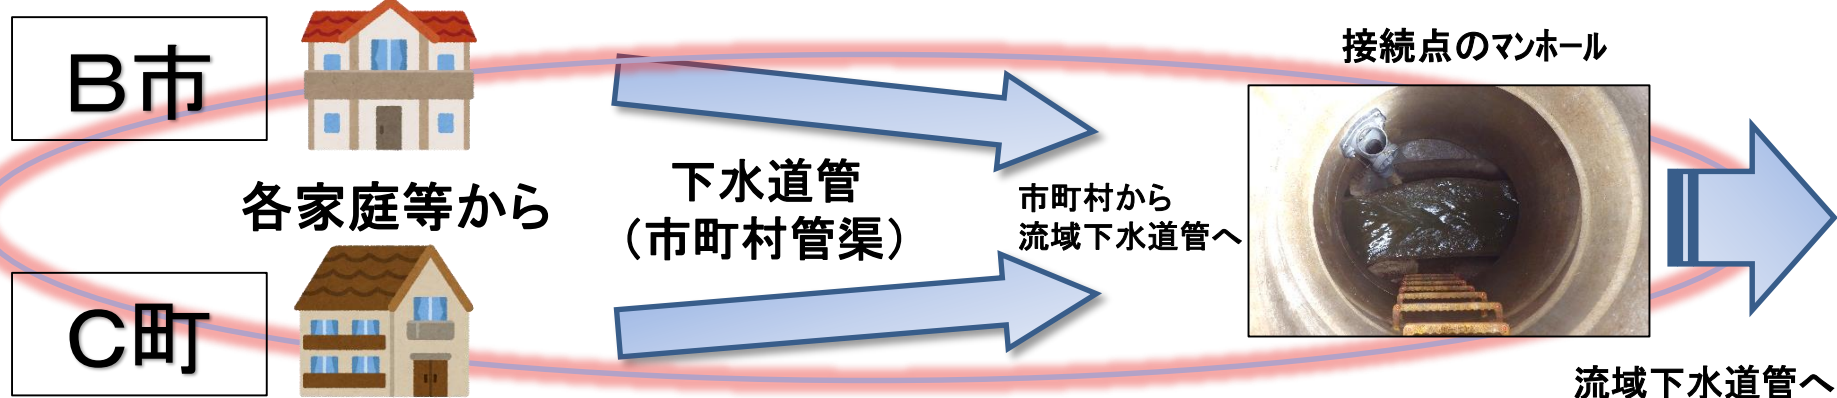 B市
接続点のマンホール
各家庭等から
下水道管
（市町村管渠）
市町村から
流域下水道管へ
C町
流域下水道管へ